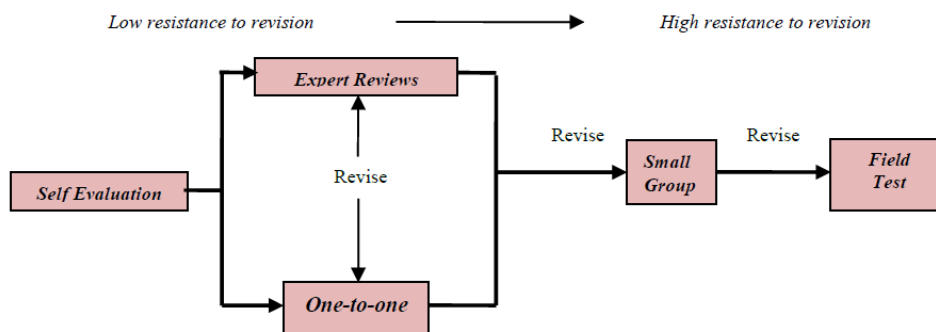 Low resistance to revision
High resistance to revision
Expert Reviews
Revise
Revise
Small
Group
Field
Test
Self Evaluation
Revise
One-to-one